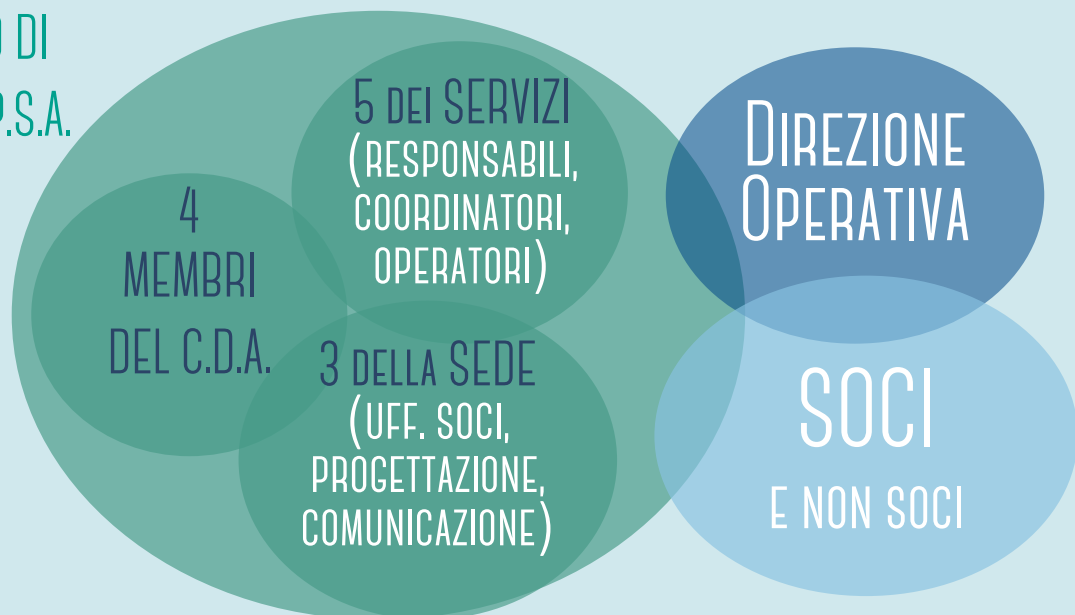 DI
P.S.A.
5 DEI SERVIZI
(RESPONSABILI,
COORDINATORI,
OPERATORI)
4
MEMBRI
DEL C.D.A.
3 DELLA SEDE
(UFF. SOCI,
PROGETTAZIONE,
COMUNICAZIONE)
DIREZIONE
OPERATIVA
SOCI
E NON SOCI